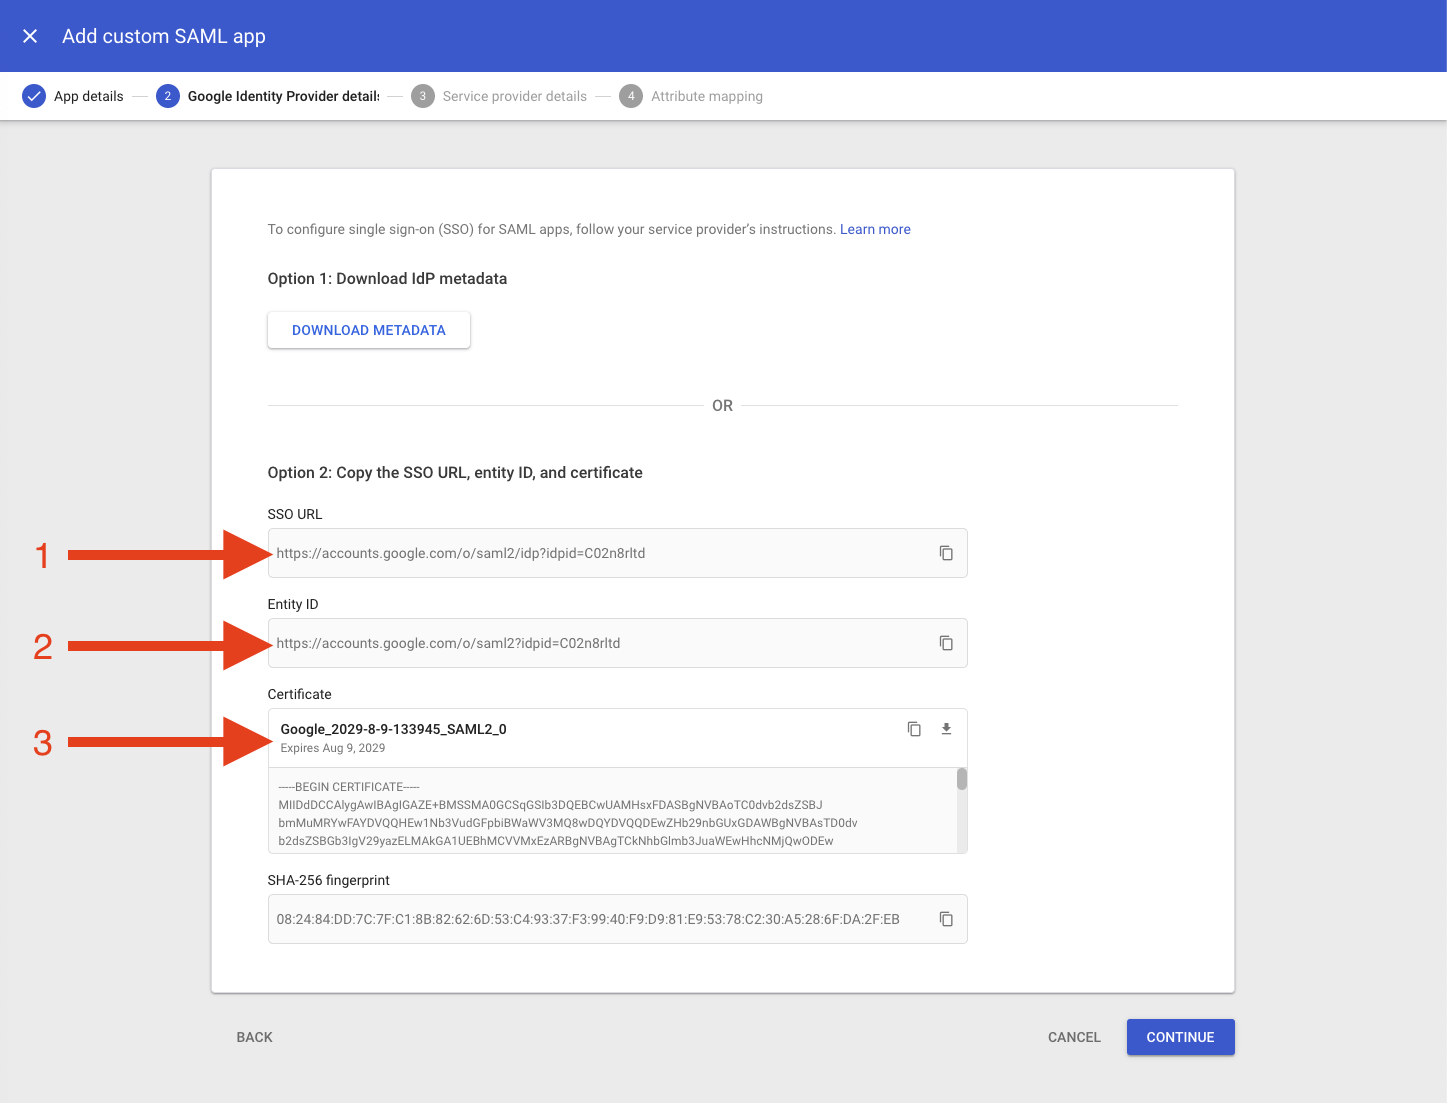 Add custom SAML app
App details
2 Google Identity Provider details
3 Service provider details
4 Attribute mapping
To configure single sign-on (SSO) for SAML apps, follow your service provider's instructions. Learn more
Option 1: Download IdP metadata
DOWNLOAD METADATA
OR
Option 2: Copy the SSO URL, entity ID, and certificate
SSO URL
1 https://accounts.google.com/o/saml2/idp?idpid=C02n8rltd
Entity ID
2 https://accounts.google.com/o/saml2?idpid=C02n8rltd
Certificate
3 Google_2029-8-9-133945_SAML2_0
Expires Aug 9, 2029
-----BEGIN CERTIFICATE-----
MIIDdDCCAlygAwIBAgIGAZE+BMSSMA0GCSqGSIb3DQEBCwUAMHsxFDASBgNVBAoTC0dvb2dsZSBJ
bmMuMRYwFAYDVQQHEw1Nb3VudGFpbiBWaWV3MQ8wDQYDVQQDEwZHb29nbGUxGDAWBgNVBAsTD0dv
b2dsZSBGb3IgV29yazELMAkGA1UEBhMCVVMxEzARBgNVBAgTCkNhbGlmb3JuaWEwHhcNMjQwODEw
SHA-256 fingerprint
08:24:84:DD:7C:7F:C1:8B:82:62:6D:53:C4:93:37:F3:99:40:F9:D9:81:E9:53:78:C2:30:A5:28:6F:DA:2F:EB
BACK
CANCEL
CONTINUE